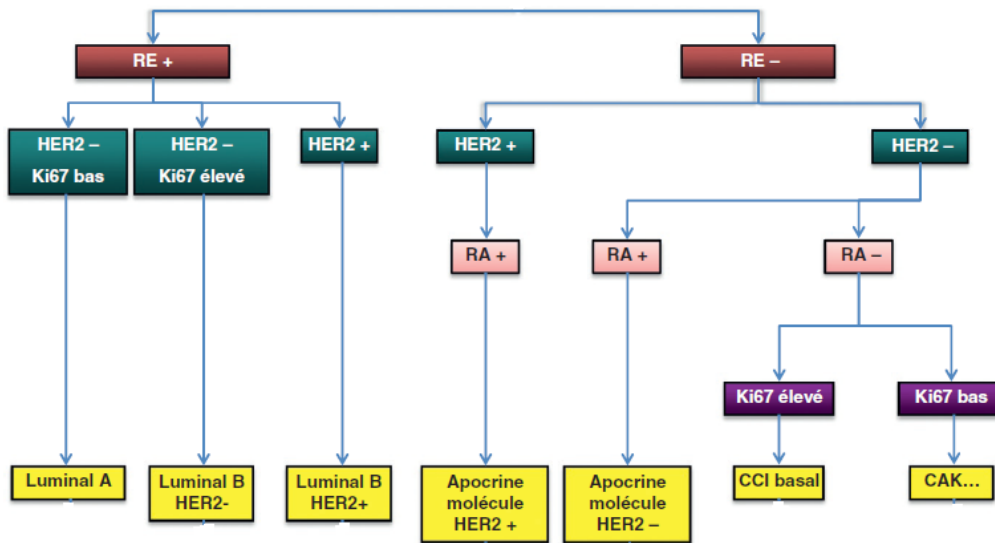 RE +
RE –
HER2 –
Ki67 bas
HER2 –
Ki67 élevé
HER2 +
HER2 +
HER2 –
RA +
RA +
RA –
Ki67 élevé
Ki67 bas
Luminal A
Luminal B
HER2-
Luminal B
HER2+
Apocrine
molécule
HER2 +
Apocrine
molécule
HER2 –
CCI basal
CAK...